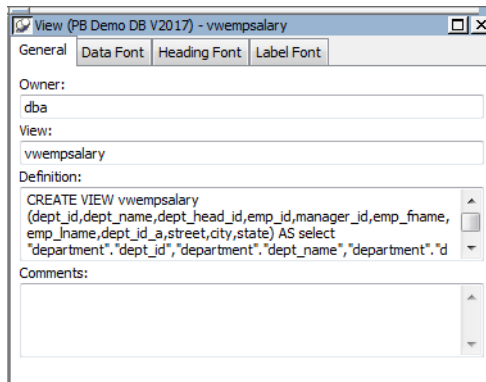 View (PB Demo DB V2017) - vwempsalary
General Data Font Heading Font Label Font
Owner:
dba
View:
vwempsalary
Definition:
CREATE VIEW vwempsalary
(dept_id,dept_name,dept_head_id,emp_id,manager_id,emp_fname,
emp_lname,dept_id_a,street,city,state) AS select
"department"."dept_id","department"."dept_name","department"."d
Comments: